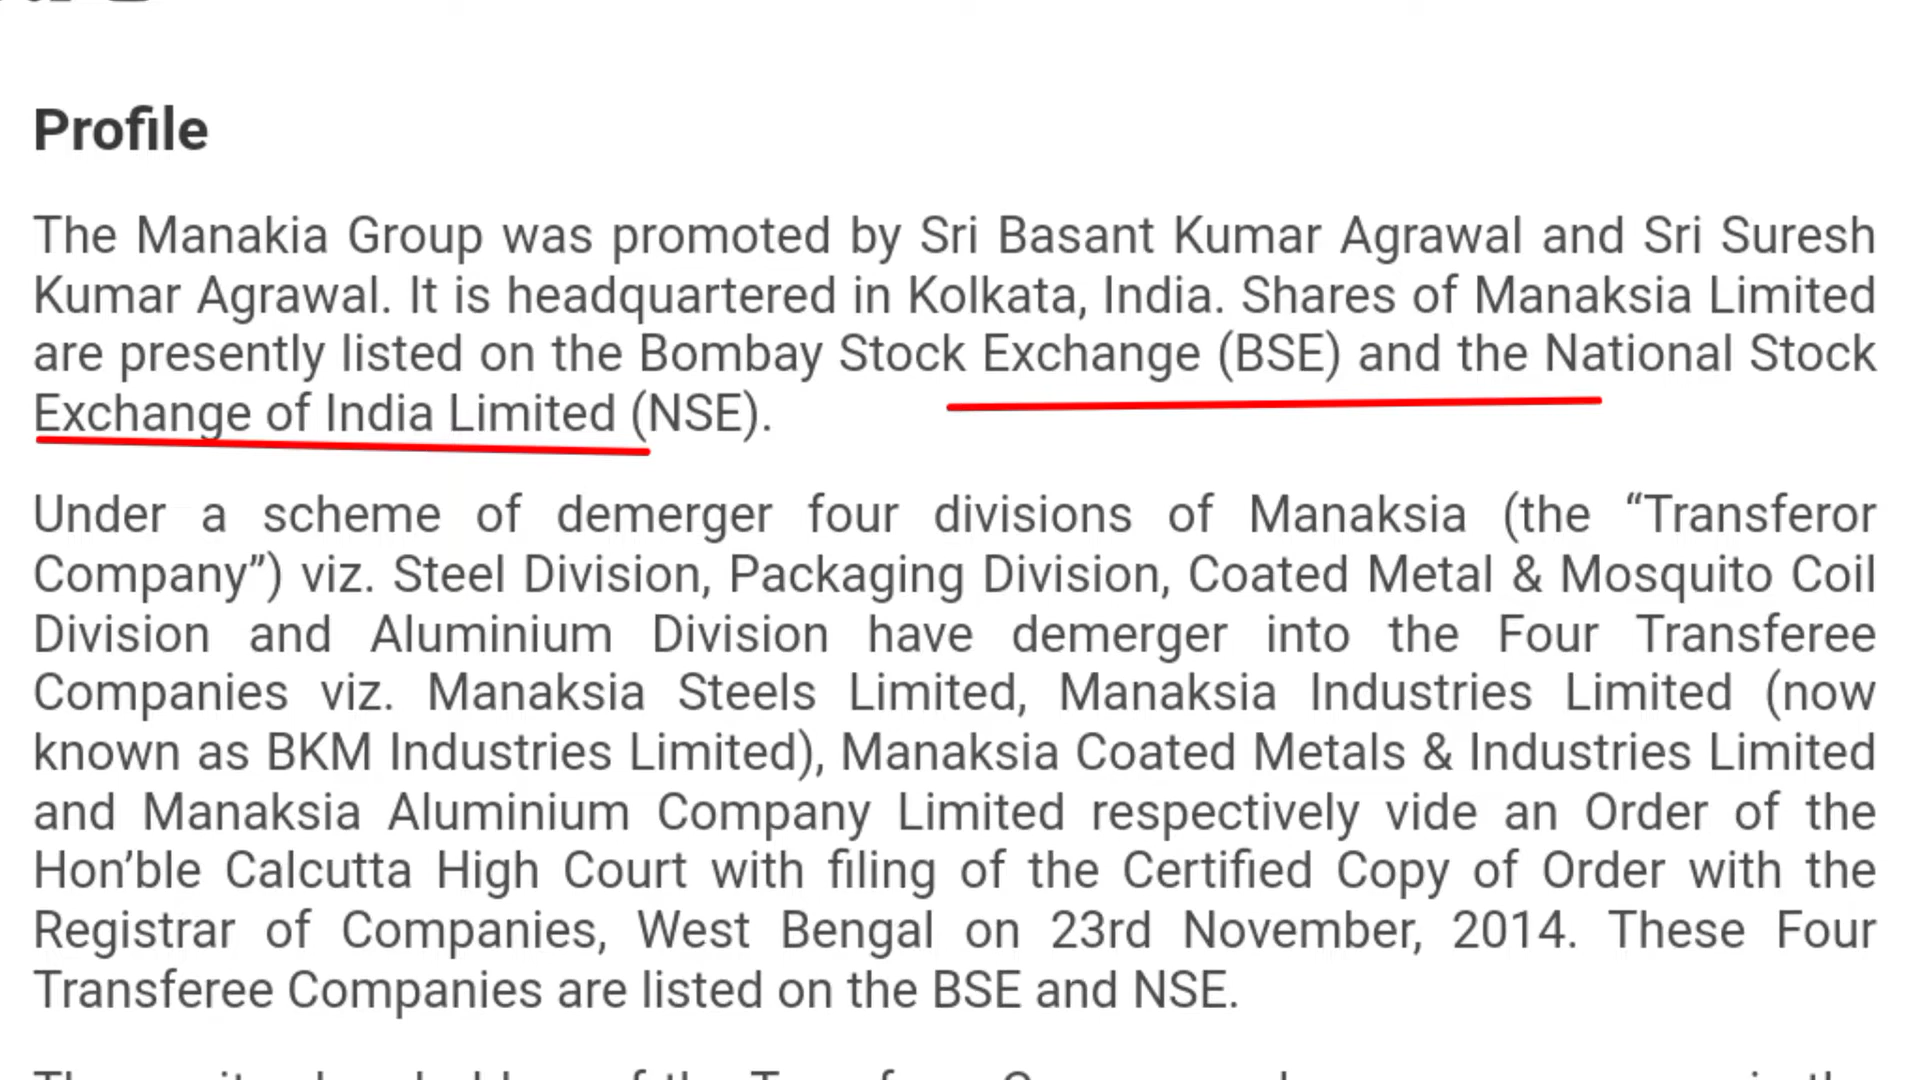 Profile
The Manakia Group was promoted by Sri Basant Kumar Agrawal and Sri Suresh
Kumar Agrawal. It is headquartered in Kolkata, India. Shares of Manaksia Limited
are presently listed on the Bombay Stock Exchange (BSE) and the National Stock
Exchange of India Limited (NSE).
Under a scheme of demerger four divisions of Manaksia (the “Transferor
Company”) viz. Steel Division, Packaging Division, Coated Metal & Mosquito Coil
Division and Aluminium Division have demerger into the Four Transferee
Companies viz. Manaksia Steels Limited, Manaksia Industries Limited (now
known as BKM Industries Limited), Manaksia Coated Metals & Industries Limited
and Manaksia Aluminium Company Limited respectively vide an Order of the
Hon’ble Calcutta High Court with filing of the Certified Copy of Order with the
Registrar of Companies, West Bengal on 23rd November, 2014. These Four
Transferee Companies are listed on the BSE and NSE.